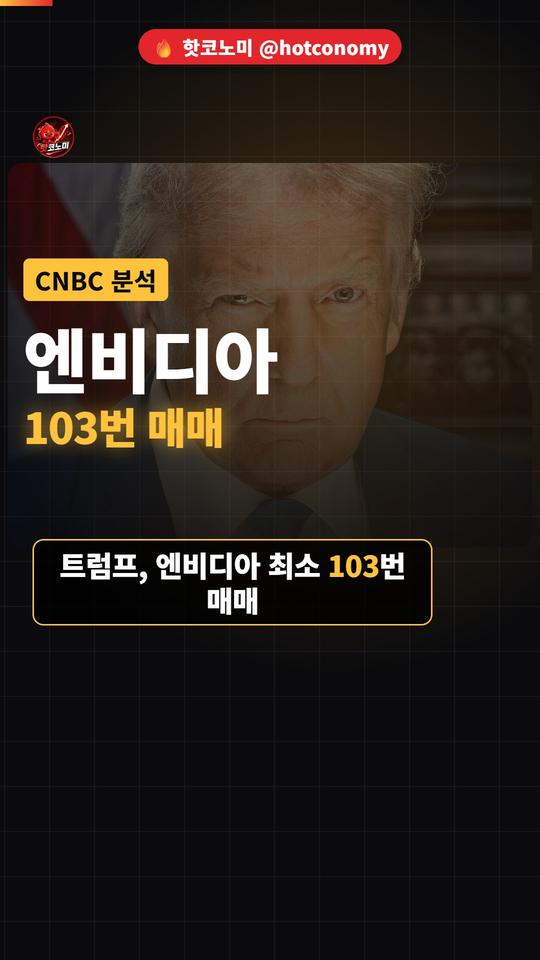 핫코노미 @hotconomy
핫코노미
CNBC 분석
엔비디아
103번 매매
트럼프, 엔비디아 최소 103번
매매